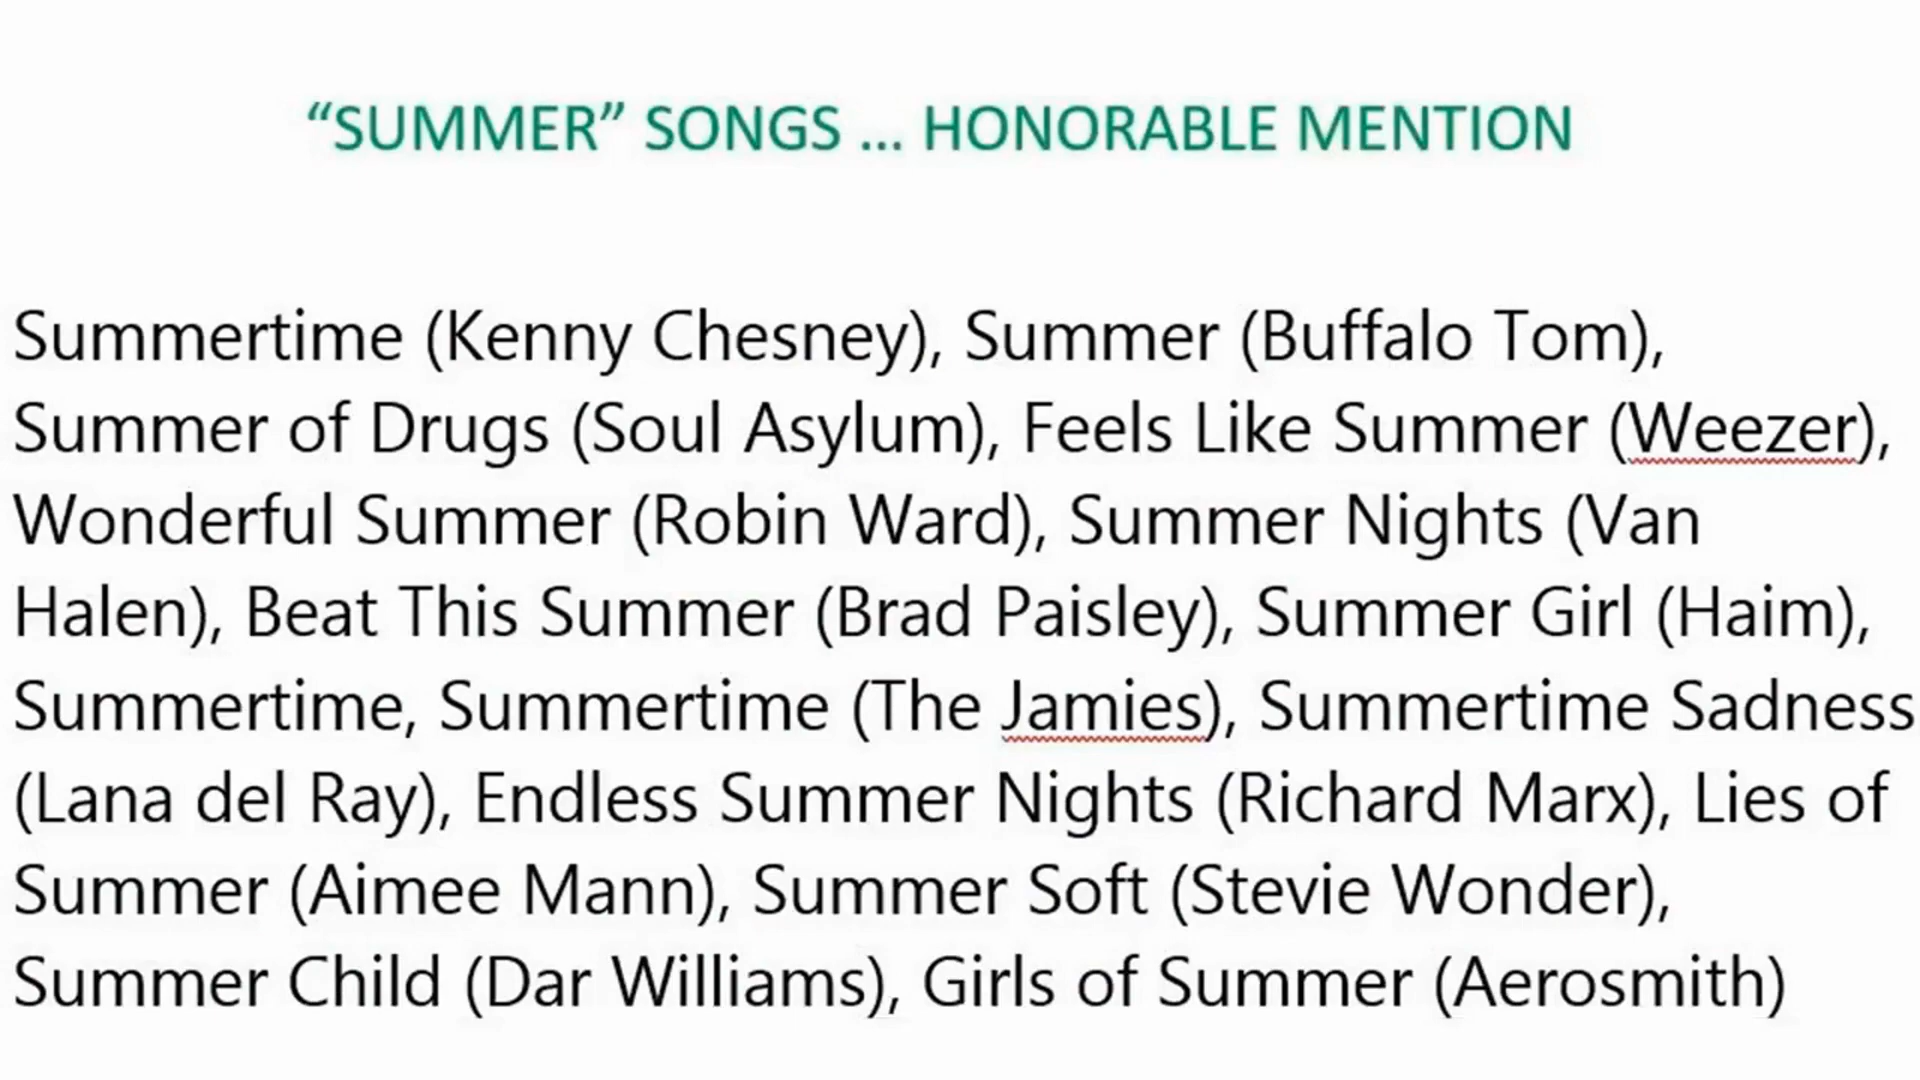 “SUMMER” SONGS ... HONORABLE MENTION
Summertime (Kenny Chesney), Summer (Buffalo Tom),
Summer of Drugs (Soul Asylum), Feels Like Summer (Weezer),
Wonderful Summer (Robin Ward), Summer Nights (Van
Halen), Beat This Summer (Brad Paisley), Summer Girl (Haim),
Summertime, Summertime (The Jamies), Summertime Sadness
(Lana del Ray), Endless Summer Nights (Richard Marx), Lies of
Summer (Aimee Mann), Summer Soft (Stevie Wonder),
Summer Child (Dar Williams), Girls of Summer (Aerosmith)